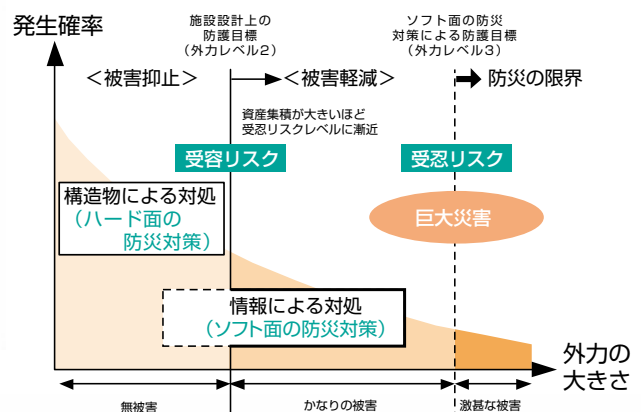 発生確率
施設設計上の
防護目標
(外力レベル2)
ソフト面の防災
対策による防護目標
(外力レベル3)
＜被害抑止＞
＜被害軽減＞
防災の限界
資産集積が大きいほど
受忍リスクレベルに漸近
受容リスク
受忍リスク
構造物による対処
(ハード面の
防災対策)
巨大災害
情報による対処
(ソフト面の防災対策)
外力の
大きさ
無被害
かなりの被害
激甚な被害